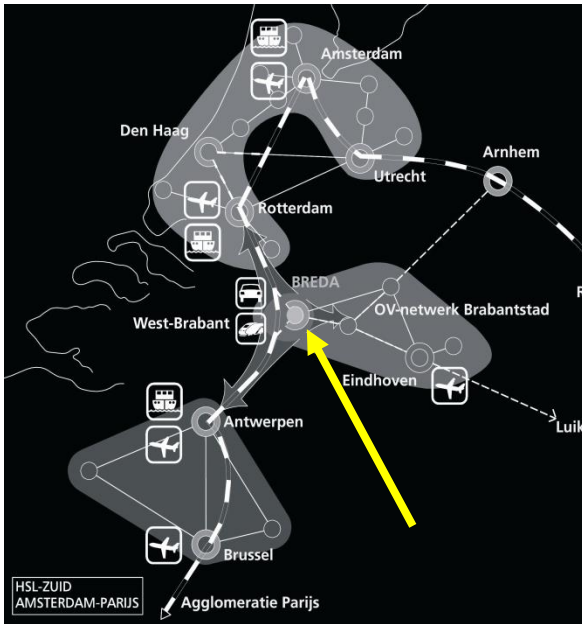 Amsterdam
Den Haag
Utrecht
Arnhem
Rotterdam
BREDA
OV-netwerk Brabantstad
West-Brabant
Eindhoven
Luik
Antwerpen
Brussel
HSL-ZUID
AMSTERDAM-PARIJS
Agglomeratie Parijs